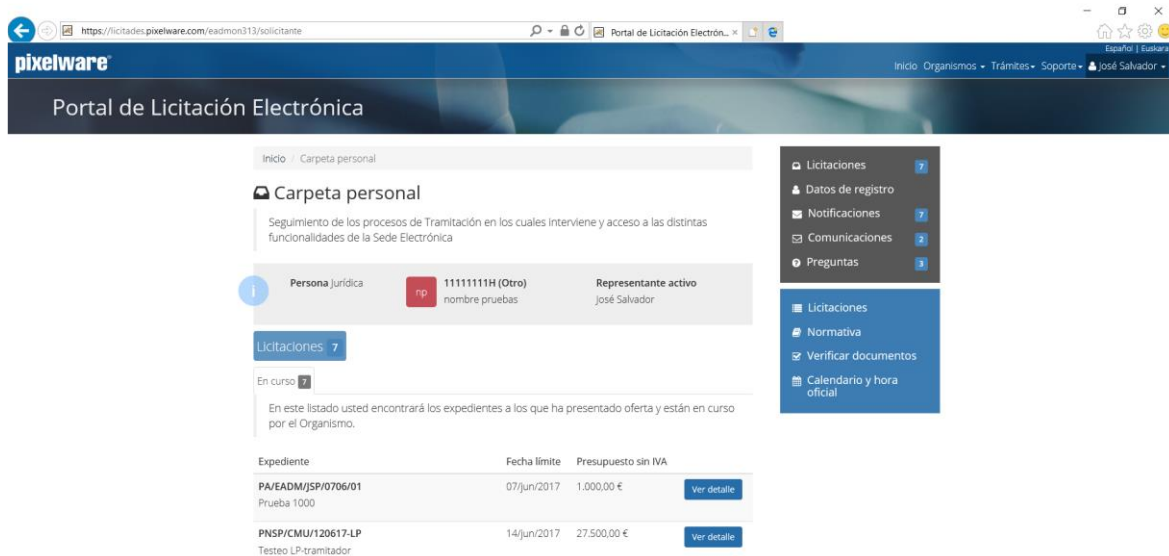 https://licitades.pixelware.com/eadmon313/solicitante
Portal de Licitación Electrón...
Español | Euskara
pixelware
Inicio Organismos Trámites Soporte José Salvador
Portal de Licitación Electrónica
Inicio / Carpeta personal
Carpeta personal
Seguimiento de los procesos de Tramitación en los cuales interviene y acceso a las distintas
funcionalidades de la Sede Electrónica
i
Persona Jurídica
np
11111111H (Otro)
nombre pruebas
Representante activo
José Salvador
Licitaciones 7
En curso 7
En este listado usted encontrará los expedientes a los que ha presentado oferta y están en curso
por el Organismo.
Expediente Fecha límite Presupuesto sin IVA
PA/EADM/JSP/0706/01 07/jun/2017 1.000,00 € Ver detalle
Prueba 1000
PNSP/CMU/120617-LP 14/jun/2017 27.500,00 € Ver detalle
Testeo LP-tramitador
Licitaciones 7
Datos de registro
Notificaciones 7
Comunicaciones 2
Preguntas 3
Licitaciones
Normativa
Verificar documentos
Calendario y hora
oficial